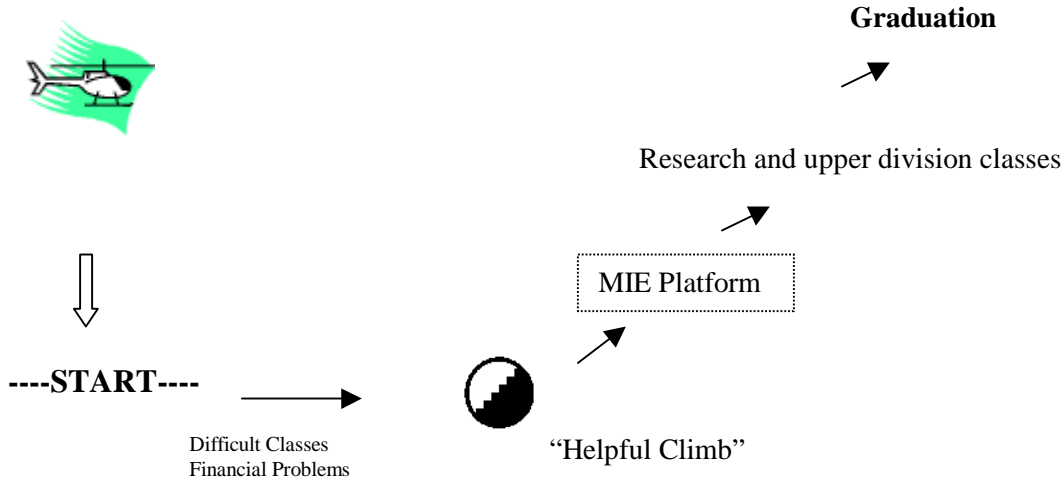 Graduation
Research and upper division classes
MIE Platform
----START----
Difficult Classes
Financial Problems
“Helpful Climb”